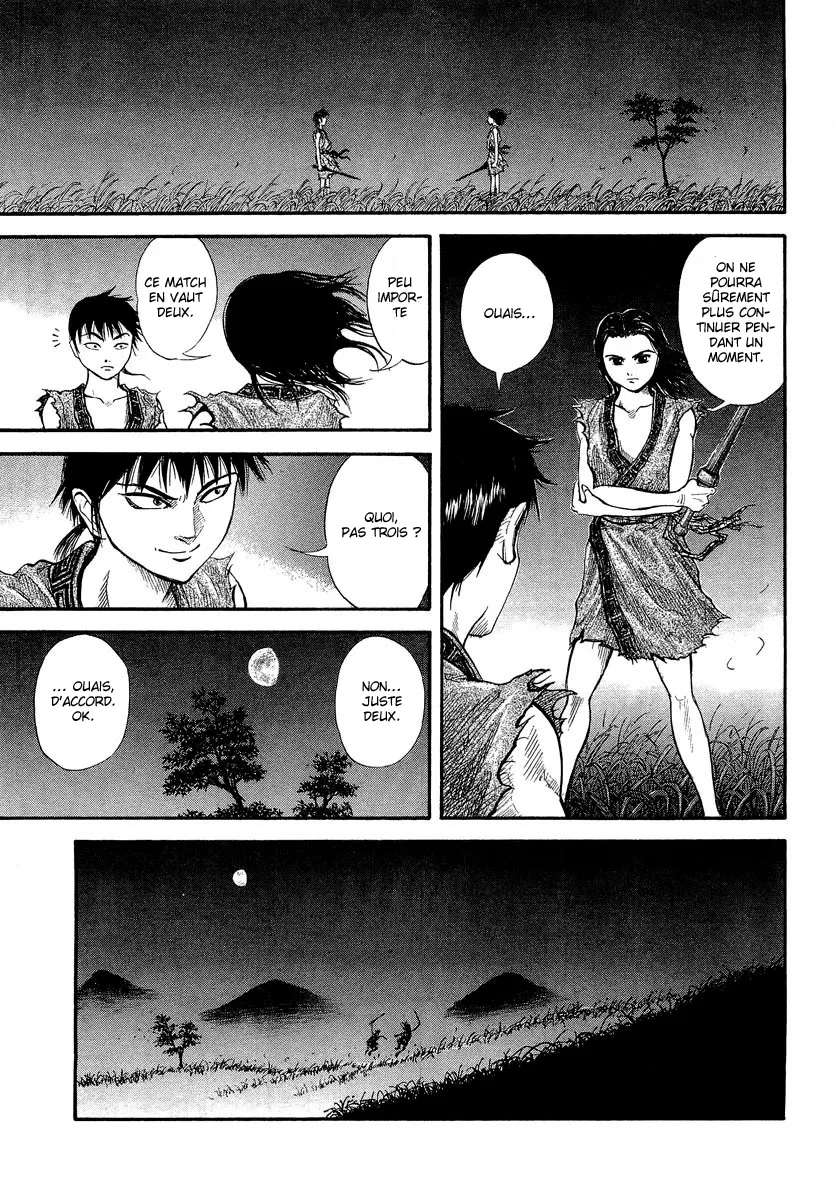 ON NE
POURRA
SÛREMENT
PLUS CON-
TINUER PEN-
DANT UN
MOMENT.
OUAIS...
PEU
IMPOR-
TE
CE MATCH
EN VAUT
DEUX.
QUOI,
PAS TROIS ?
NON...
JUSTE
DEUX.
... OUAIS,
D'ACCORD.
OK.